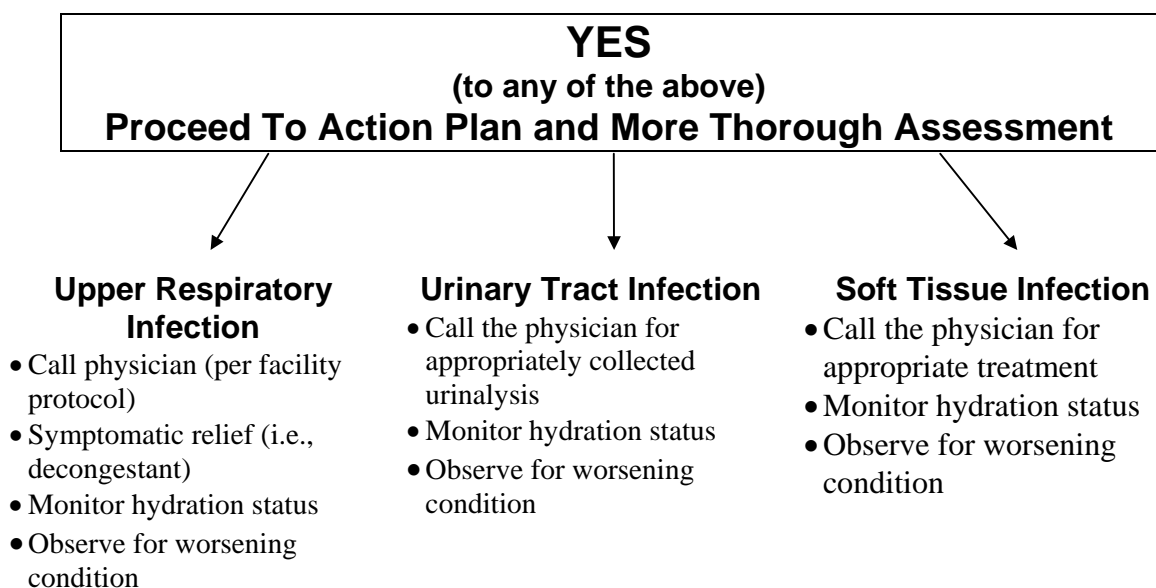 YES
(to any of the above)
Proceed To Action Plan and More Thorough Assessment
Upper Respiratory
Infection
• Call physician (per facility
protocol)
• Symptomatic relief (i.e.,
decongestant)
• Monitor hydration status
• Observe for worsening
condition
Urinary Tract Infection
• Call the physician for
appropriately collected
urinalysis
• Monitor hydration status
• Observe for worsening
condition
Soft Tissue Infection
• Call the physician for
appropriate treatment
• Monitor hydration status
• Observe for worsening
condition